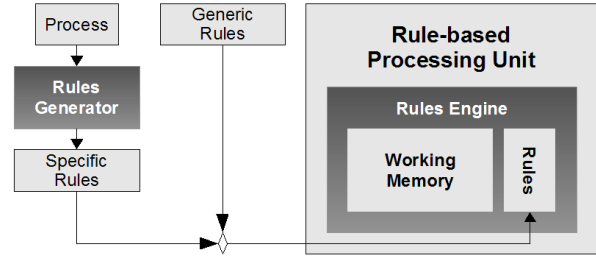 Process
Rules
Generator
Specific
Rules
Generic
Rules
Rule-based
Processing Unit
Rules Engine
Working
Memory
Rules